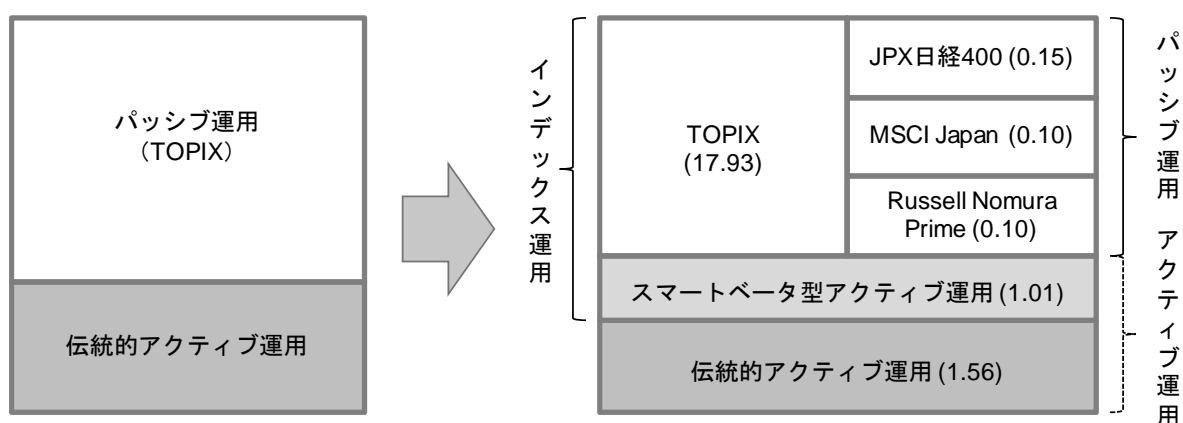 パッシブ運用
（TOPIX）
伝統的アクティブ運用
インデックス運用
TOPIX
(17.93)
JPX日経400 (0.15)
MSCI Japan (0.10)
Russell Nomura
Prime (0.10)
スマートベータ型アクティブ運用 (1.01)
伝統的アクティブ運用 (1.56)
パッシブ運用
アクティブ運用